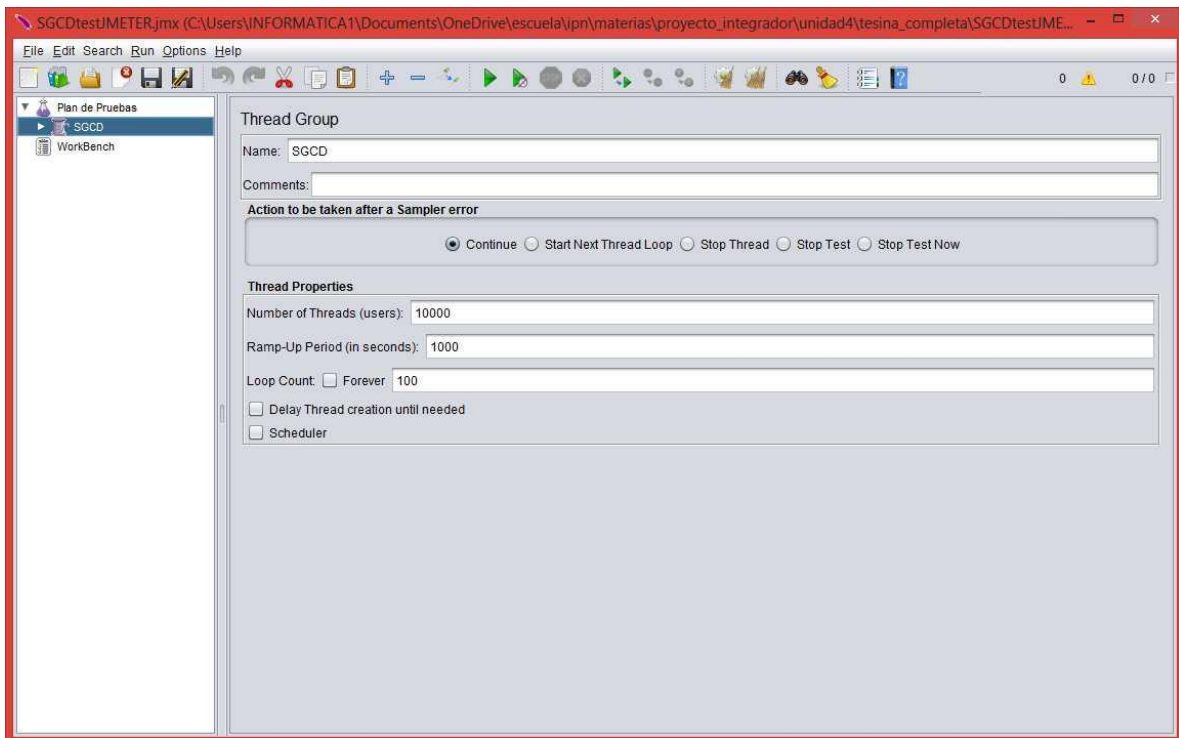 SGCDtestJMETER.jmx (C:\Users\INFORMATICA1\Documents\OneDrive\escuela\ipn\materias\proyecto_integrador\unidad4\tesina_completa\SGCDtestJME...
File Edit Search Run Options Help
0 0 / 0
Plan de Pruebas
SGCD
WorkBench
Thread Group
Name: SGCD
Comments:
Action to be taken after a Sampler error
Continue Start Next Thread Loop Stop Thread Stop Test Stop Test Now
Thread Properties
Number of Threads (users): 10000
Ramp-Up Period (in seconds): 1000
Loop Count: Forever 100
Delay Thread creation until needed
Scheduler